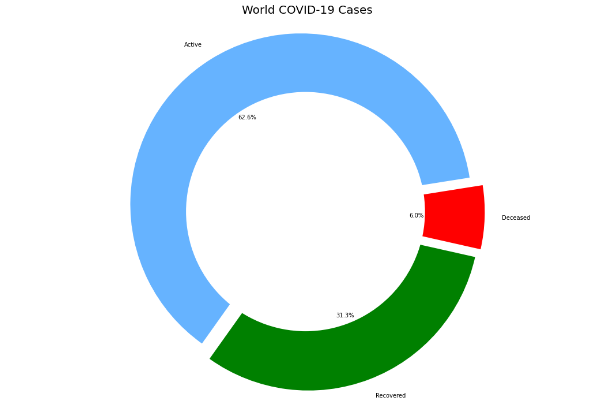 World COVID-19 Cases
Active
62.6%
6.0%
Deceased
31.3%
Recovered